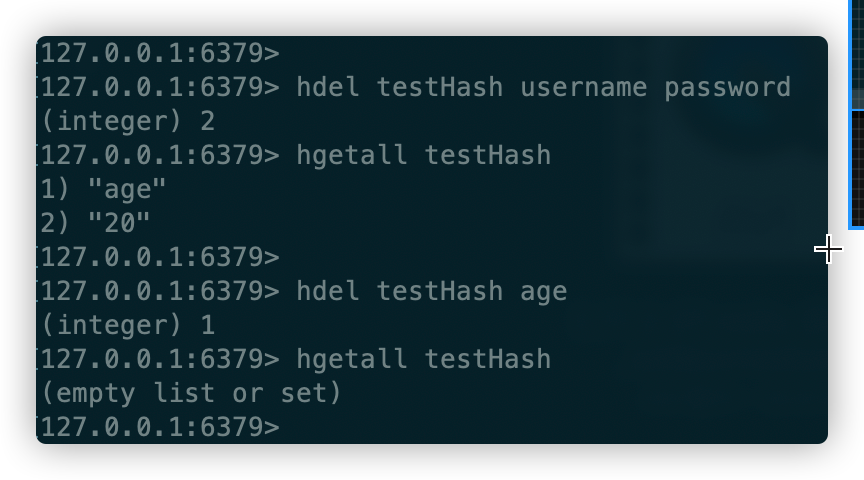 [127.0.0.1:6379>
[127.0.0.1:6379> hdel testHash username password
(integer) 2
[127.0.0.1:6379> hgetall testHash
1) "age"
2) "20"
[127.0.0.1:6379>
[127.0.0.1:6379> hdel testHash age
(integer) 1
[127.0.0.1:6379> hgetall testHash
(empty list or set)
[127.0.0.1:6379>